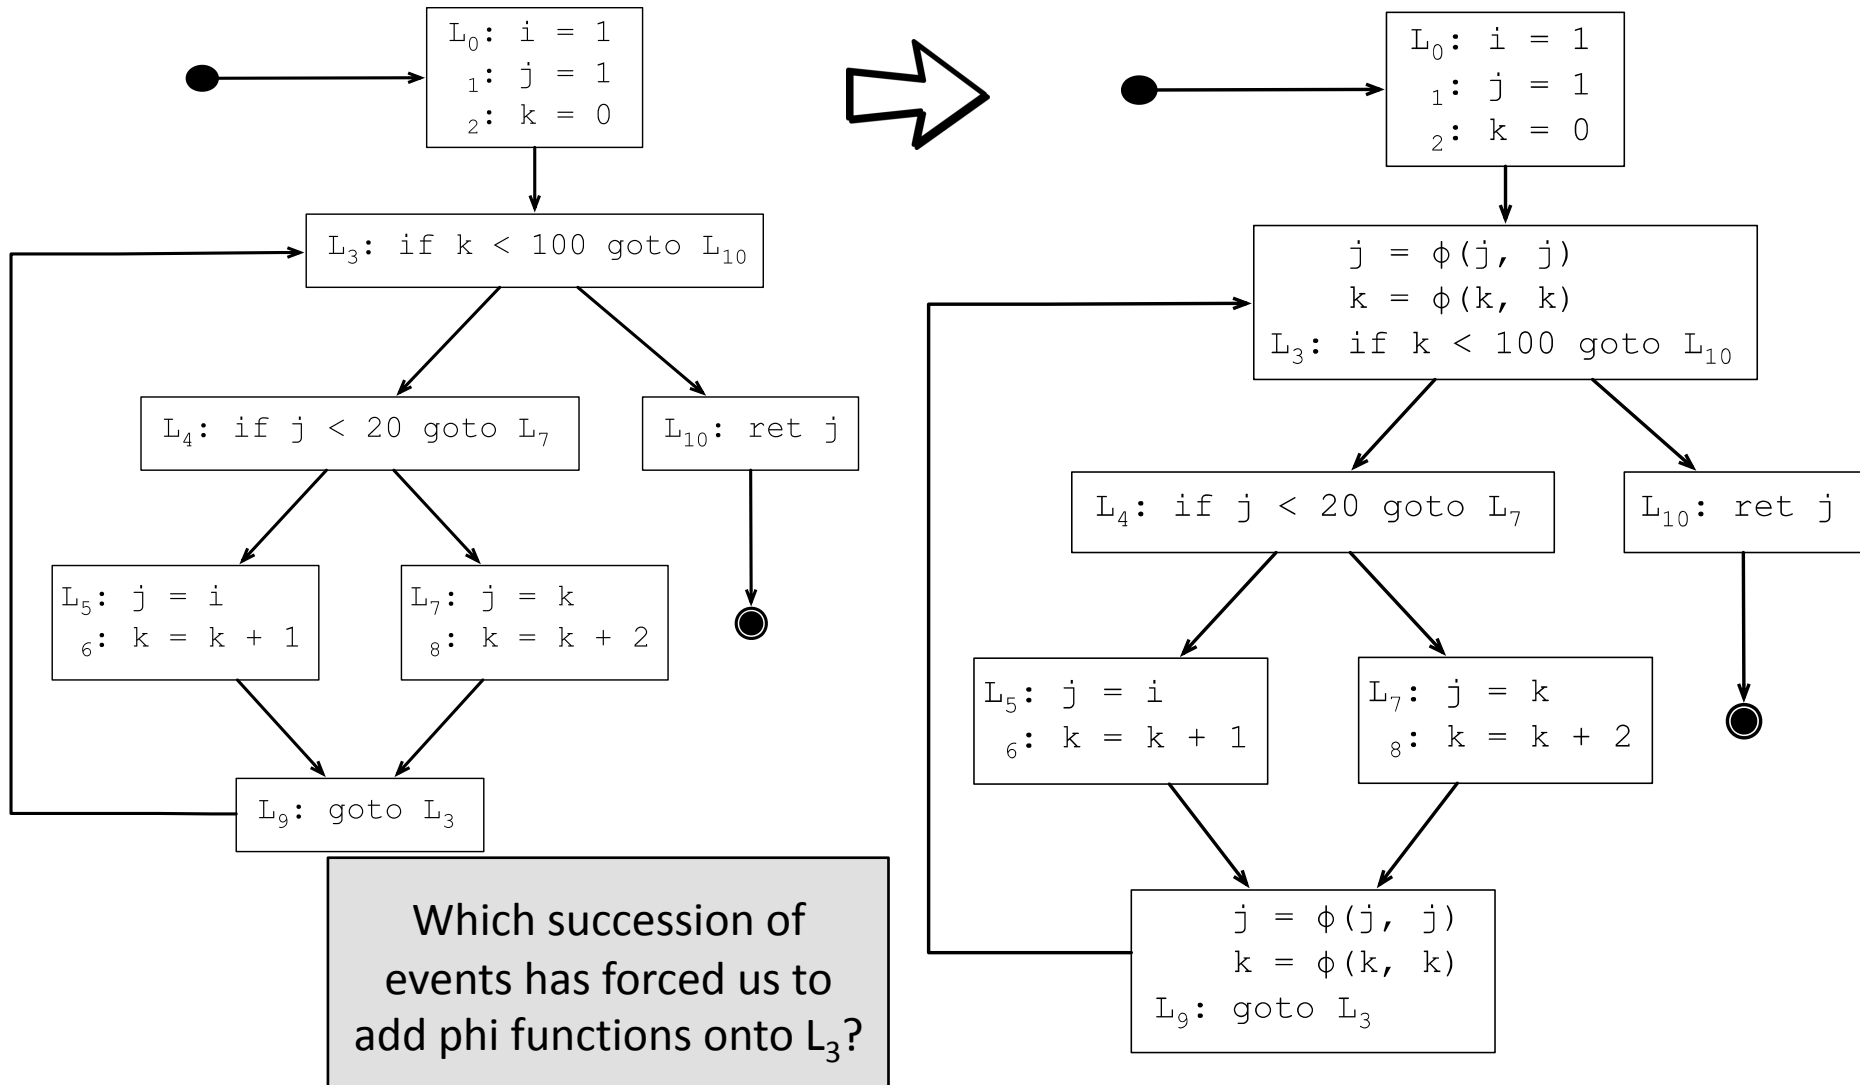 L₀: i = 1
₁: j = 1
₂: k = 0
L₃: if k < 100 goto L₁₀
L₄: if j < 20 goto L₇
L₁₀: ret j
L₅: j = i
₆: k = k + 1
L₇: j = k
₈: k = k + 2
L₉: goto L₃
Which succession of
events has forced us to
add phi functions onto L₃?
L₀: i = 1
₁: j = 1
₂: k = 0
j = ϕ(j, j)
k = ϕ(k, k)
L₃: if k < 100 goto L₁₀
L₄: if j < 20 goto L₇
L₁₀: ret j
L₅: j = i
₆: k = k + 1
L₇: j = k
₈: k = k + 2
j = ϕ(j, j)
k = ϕ(k, k)
L₉: goto L₃